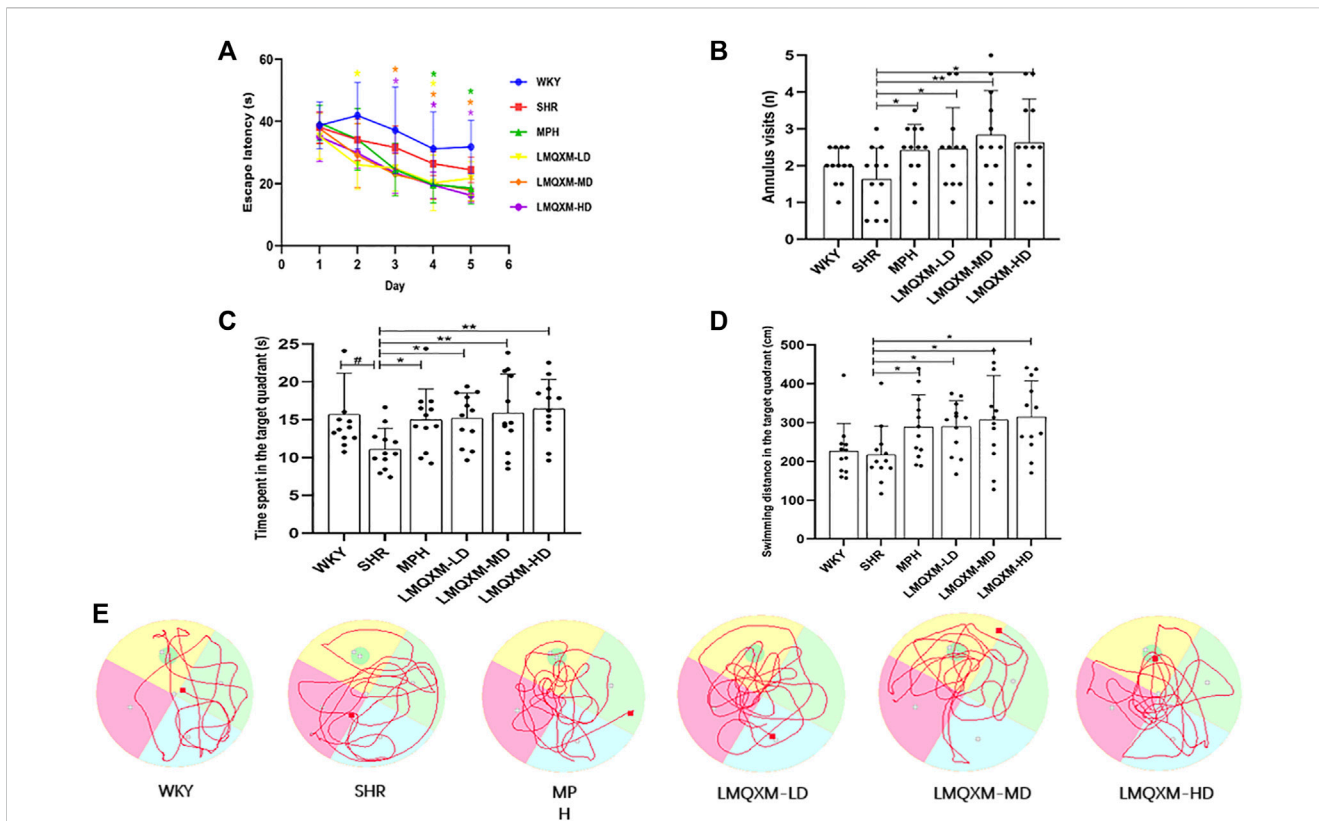 A
Escape latency (s)
60
40
20
0
0
1
2
3
4
5
6
Day
WKY
SHR
MPH
LMQXM-LD
LMQXM-MD
LMQXM-HD
B
Annulus visits (n)
5
4
3
2
1
0
*
**
*
*
WKY
SHR
MPH
LMQXM-LD
LMQXM-MD
LMQXM-HD
C
Time spent in the target quadrant (s)
25
20
15
10
5
0
**
**
*
#
*
WKY
SHR
MPH
LMQXM-LD
LMQXM-MD
LMQXM-HD
D
Swimming distance in the target quadrant (cm)
500
400
300
200
100
0
*
*
*
*
WKY
SHR
MPH
LMQXM-LD
LMQXM-MD
LMQXM-HD
E
WKY
SHR
MP
H
LMQXM-LD
LMQXM-MD
LMQXM-HD